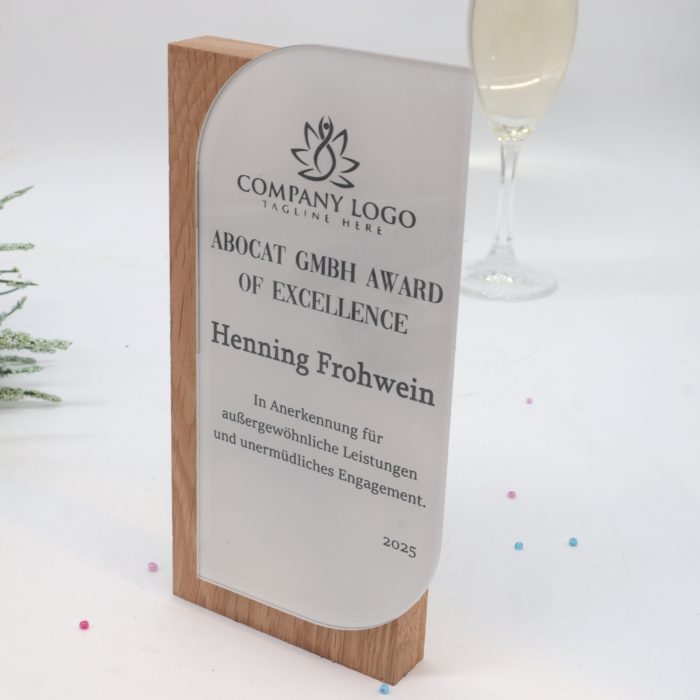 COMPANY LOGO
TAGLINE HERE
ABOCAT GMBH AWARD
OF EXCELLENCE
Henning Frohwein
In Anerkennung für
außergewöhnliche Leistungen
und unermüdliches Engagement.
2025